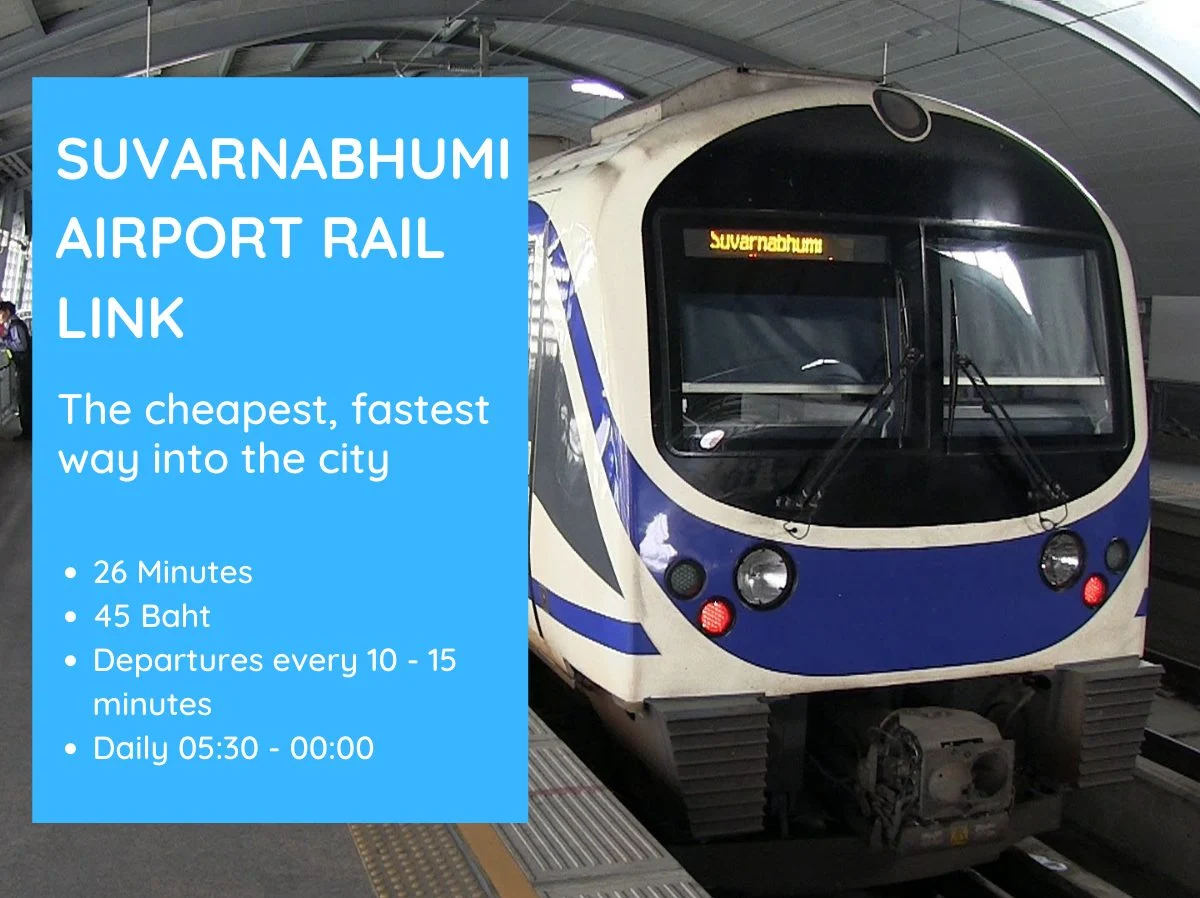 SUVARNABHUMI
AIRPORT RAIL
LINK
The cheapest, fastest
way into the city
• 26 Minutes
• 45 Baht
• Departures every 10 - 15
minutes
• Daily 05:30 - 00:00
Suvarnabhumi